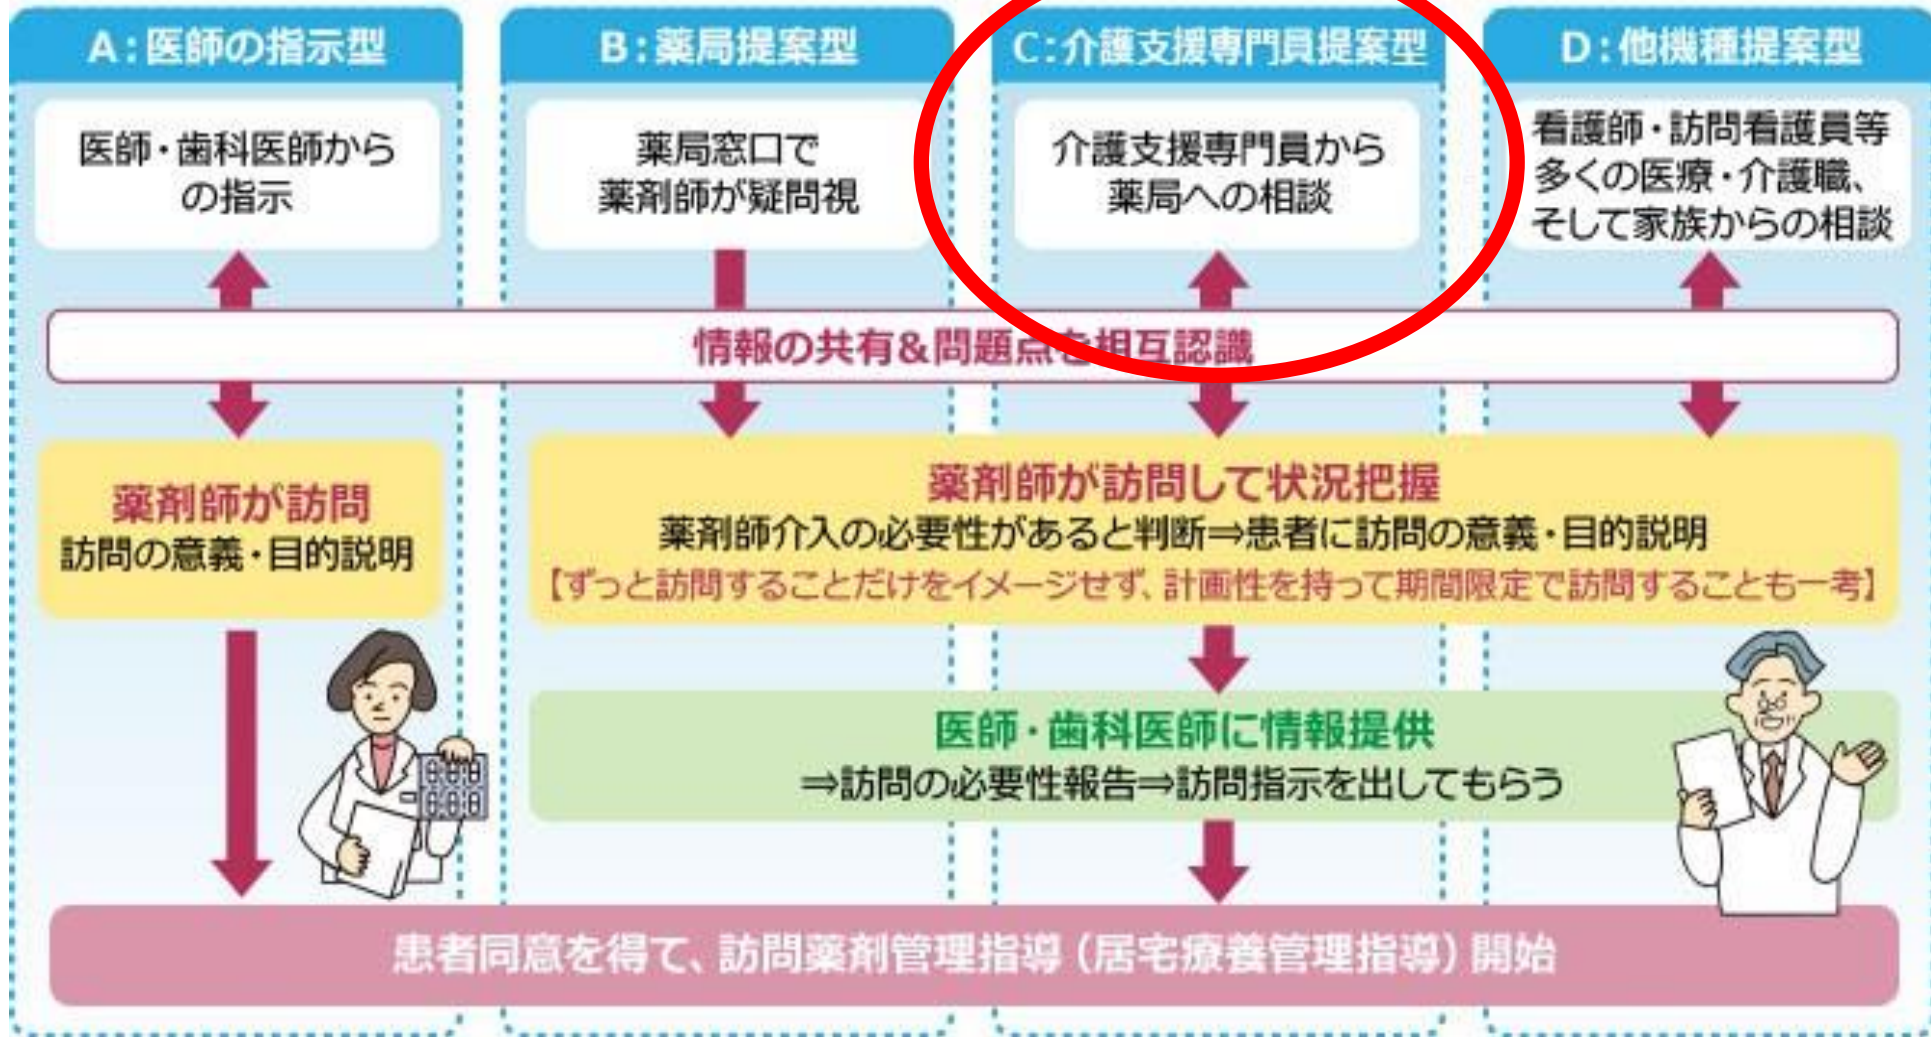 A:医師の指示型
医師・歯科医師から
の指示
B:薬局提案型
薬局窓口で
薬剤師が疑問視
C:介護支援専門員提案型
介護支援専門員から
薬局への相談
D:他機種提案型
看護師・訪問看護員等
多くの医療・介護職、
そして家族からの相談
情報の共有&問題点を相互認識
薬剤師が訪問
訪問の意義・目的説明
薬剤師が訪問して状況把握
薬剤師介入の必要性があると判断⇒患者に訪問の意義・目的説明
【ずっと訪問することだけをイメージせず、計画性を持って期間限定で訪問することも一考】
医師・歯科医師に情報提供
⇒訪問の必要性報告⇒訪問指示を出してもらう
患者同意を得て、訪問薬剤管理指導(居宅療養管理指導)開始